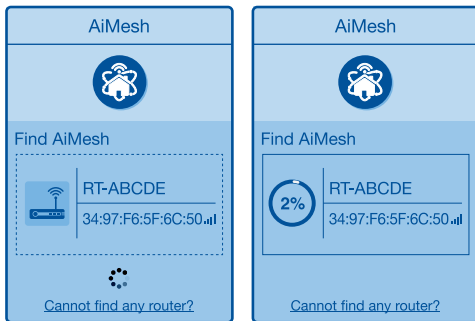 AiMesh
Find AiMesh
RT-ABCDE
34:97:F6:5F:6C:50
Cannot find any router?
AiMesh
Find AiMesh
2%
RT-ABCDE
34:97:F6:5F:6C:50
Cannot find any router?